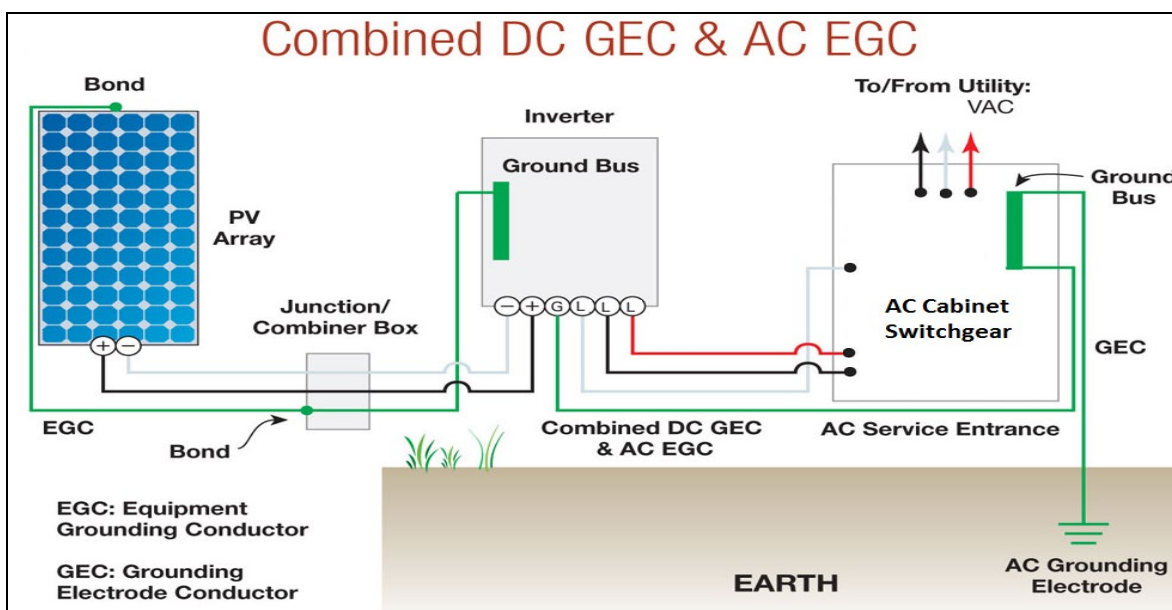 Combined DC GEC & AC EGC
Bond
To/From Utility:
VAC
Inverter
Ground Bus
Ground
Bus
PV
Array
Junction/
Combiner Box
− + G L L L
AC Cabinet
Switchgear
+ −
GEC
EGC
Bond
Combined DC GEC
& AC EGC
AC Service Entrance
EGC: Equipment
Grounding Conductor
GEC: Grounding
Electrode Conductor
EARTH
AC Grounding
Electrode